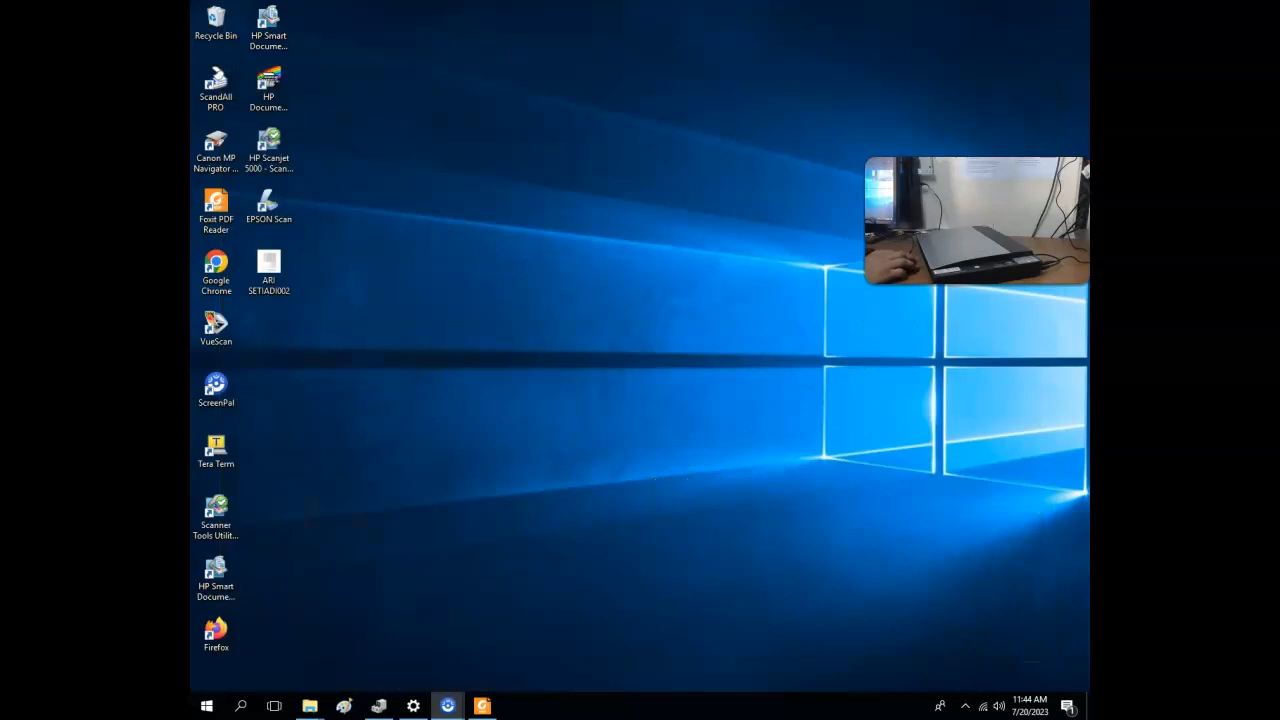 Recycle Bin
HP Smart
Docume...
ScandAll
PRO
HP
Docume...
Canon MP
Navigator ...
HP Scanjet
5000 - Scan...
Foxit PDF
Reader
EPSON Scan
Google
Chrome
ARI
SETIADI002
VueScan
ScreenPal
T
Tera Term
Scanner
Tools Utilit...
HP Smart
Docume...
Firefox
11:44 AM
7/20/2023
1